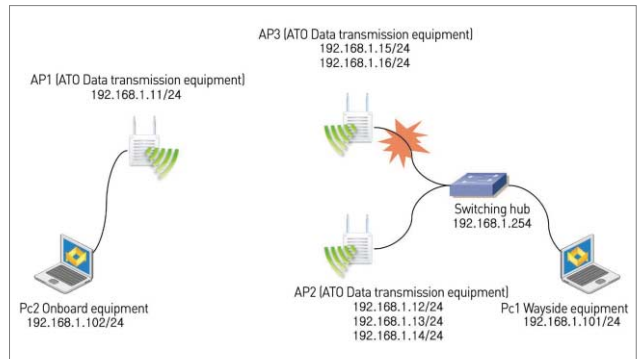 AP3 (ATO Data transmission equipment)
192.168.1.15/24
192.168.1.16/24
AP1 (ATO Data transmission equipment)
192.168.1.11/24
Switching hub
192.168.1.254
Pc2 Onboard equipment
192.168.1.102/24
AP2 (ATO Data transmission equipment)
192.168.1.12/24
192.168.1.13/24
192.168.1.14/24
Pc1 Wayside equipment
192.168.1.101/24